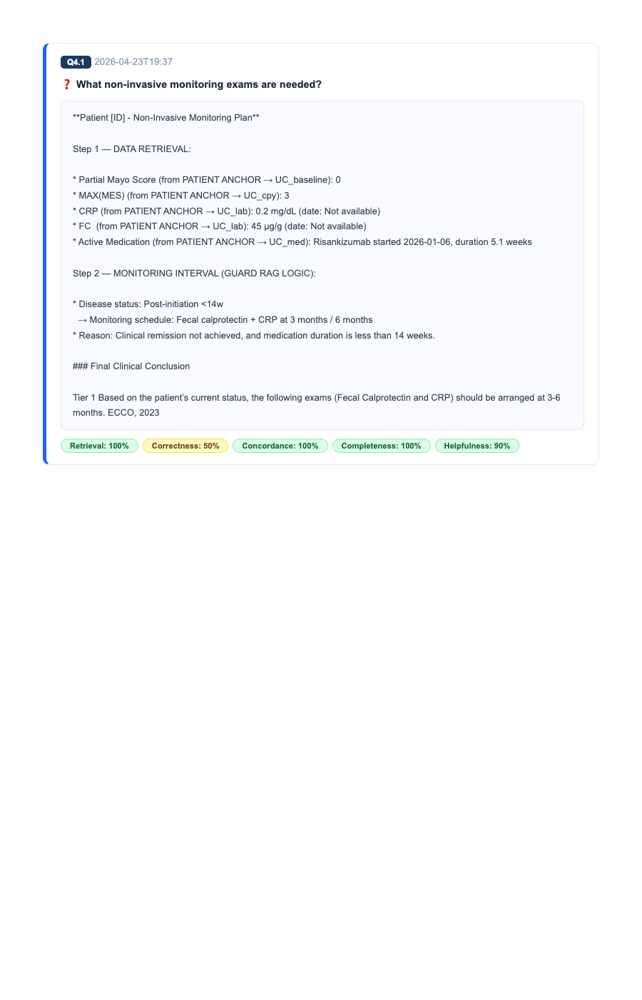 Q4.1 2026-04-23T19:37
❓ What non-invasive monitoring exams are needed?
**Patient [ID] - Non-Invasive Monitoring Plan**
Step 1 — DATA RETRIEVAL:
* Partial Mayo Score (from PATIENT ANCHOR → UC_baseline): 0
* MAX(MES) (from PATIENT ANCHOR → UC_cpy): 3
* CRP (from PATIENT ANCHOR → UC_lab): 0.2 mg/dL (date: Not available)
* FC  (from PATIENT ANCHOR → UC_lab): 45 µg/g (date: Not available)
* Active Medication (from PATIENT ANCHOR → UC_med): Risankizumab started 2026-01-06, duration 5.1 weeks
Step 2 — MONITORING INTERVAL (GUARD RAG LOGIC):
* Disease status: Post-initiation <14w
→ Monitoring schedule: Fecal calprotectin + CRP at 3 months / 6 months
* Reason: Clinical remission not achieved, and medication duration is less than 14 weeks.
### Final Clinical Conclusion
Tier 1 Based on the patient's current status, the following exams (Fecal Calprotectin and CRP) should be arranged at 3-6
months. ECCO, 2023
Retrieval: 100% Correctness: 50% Concordance: 100% Completeness: 100% Helpfulness: 90%